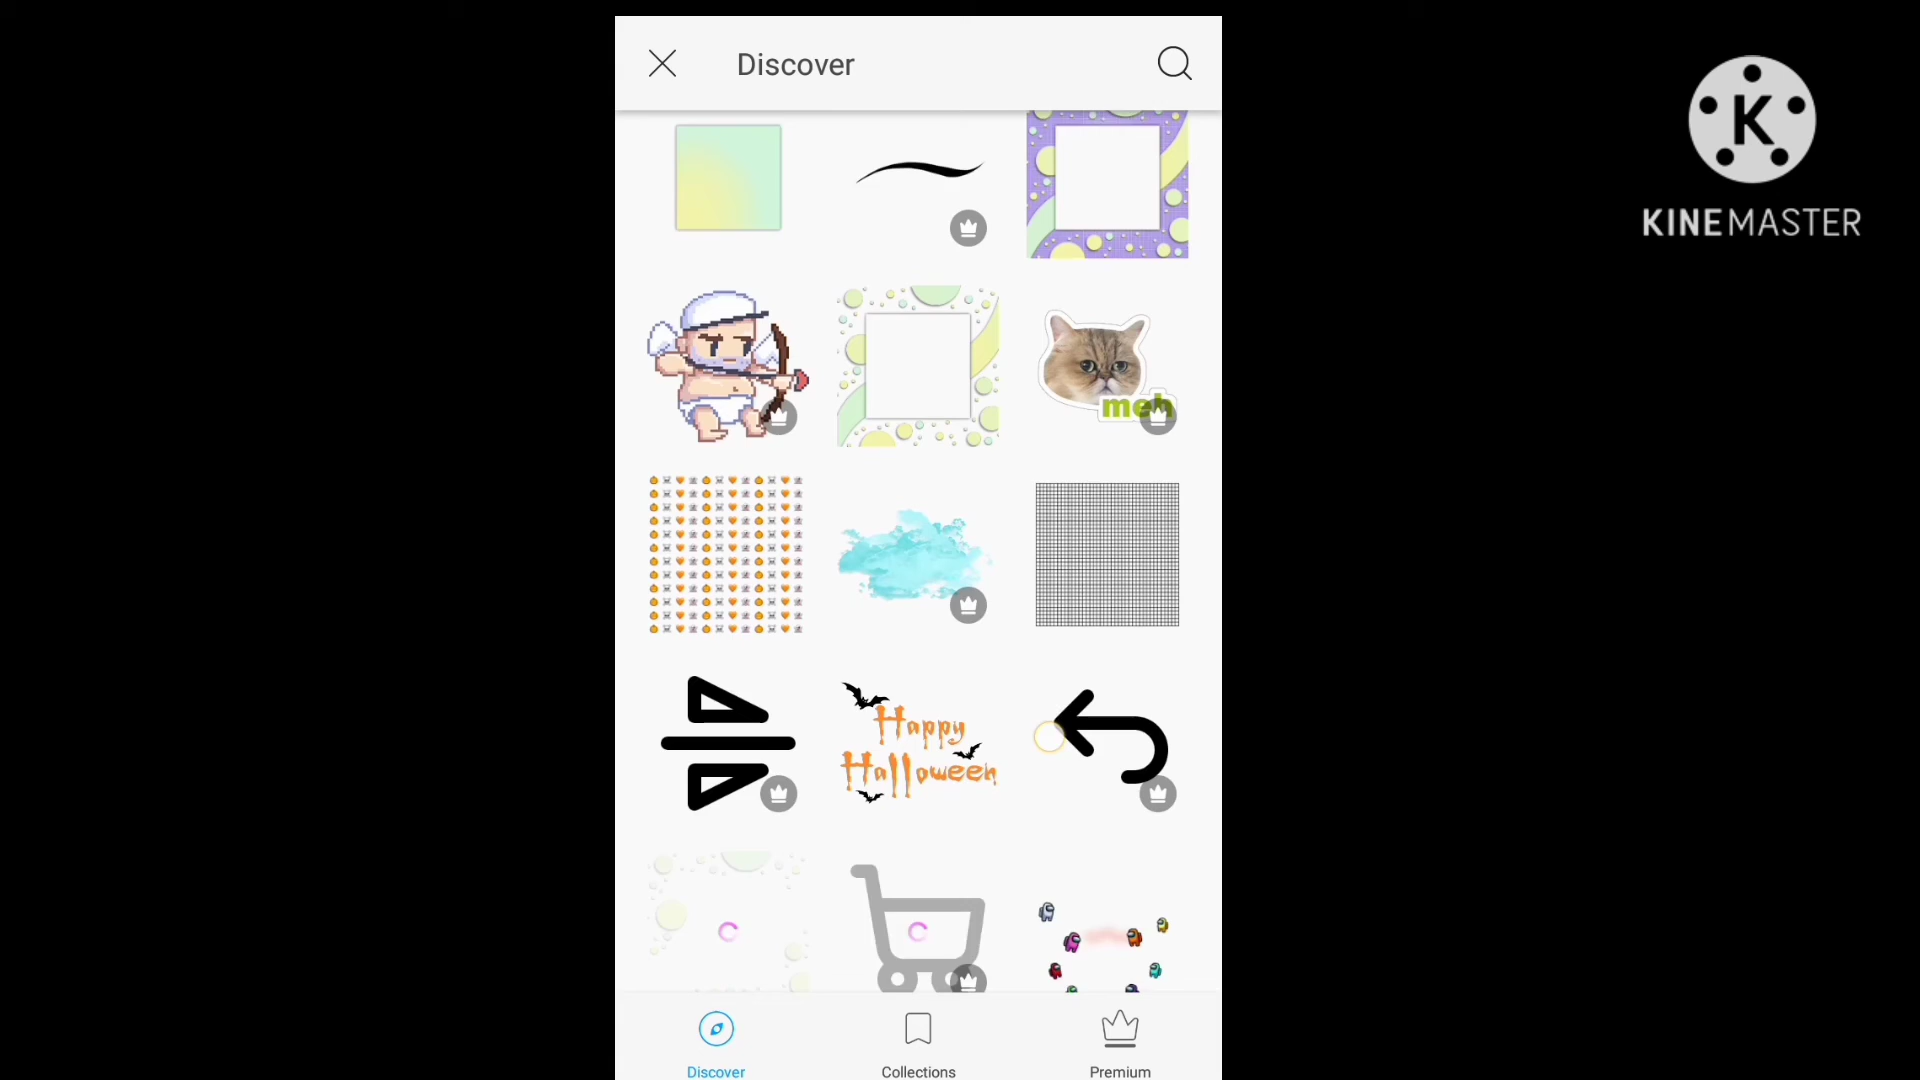 Discover
K
KINEMASTER
meh
Happy
Halloween
Discover
Collections
Premium